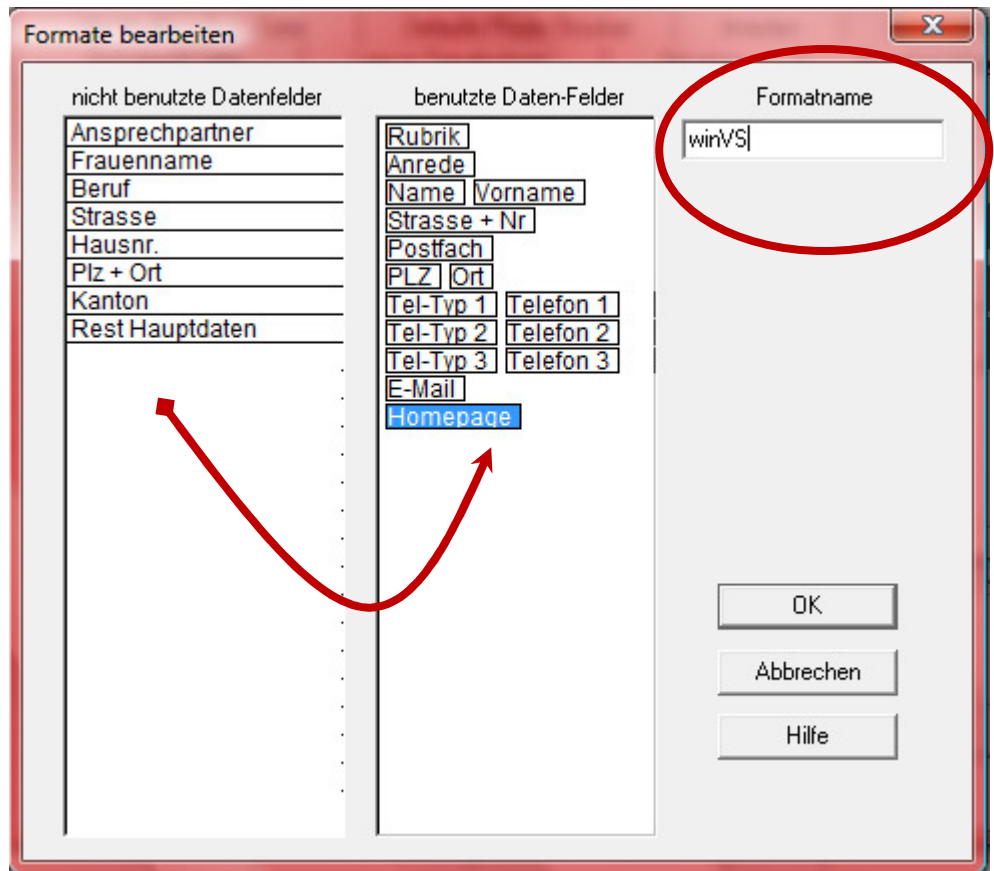 Formate bearbeiten
nicht benutzte Datenfelder
Ansprechpartner
Frauenname
Beruf
Strasse
Hausnr.
Plz + Ort
Kanton
Rest Hauptdaten
benutzte Daten-Felder
Rubrik
Anrede
Name Vorname
Strasse + Nr
Postfach
PLZ Ort
Tel-Typ 1 Telefon 1
Tel-Typ 2 Telefon 2
Tel-Typ 3 Telefon 3
E-Mail
Homepage
Formatname
winVS
OK
Abbrechen
Hilfe